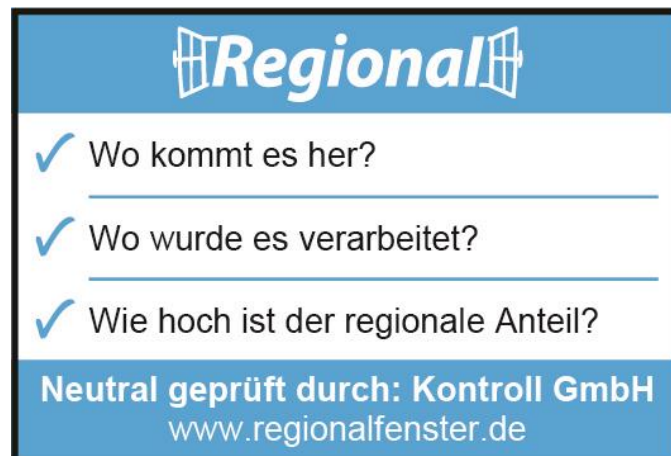 Regional
Wo kommt es her?
Wo wurde es verarbeitet?
Wie hoch ist der regionale Anteil?
Neutral geprüft durch: Kontroll GmbH
www.regionalfenster.de